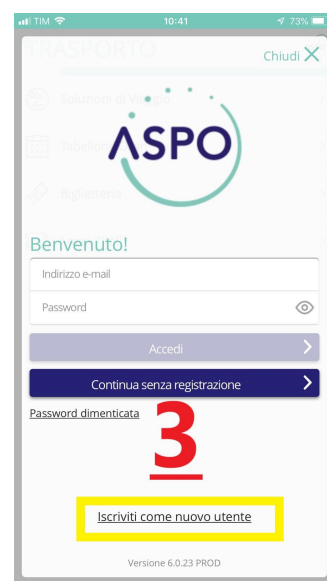 TIM 10:41 73%
TRASPORTO
Chiudi
Soluzioni di Viaggio
ASPO
Biglietteria
Benvenuto!
Indirizzo e-mail
Password
Accedi
Continua senza registrazione
Password dimenticata
3
Iscriviti come nuovo utente
Versione 6.0.23 PROD